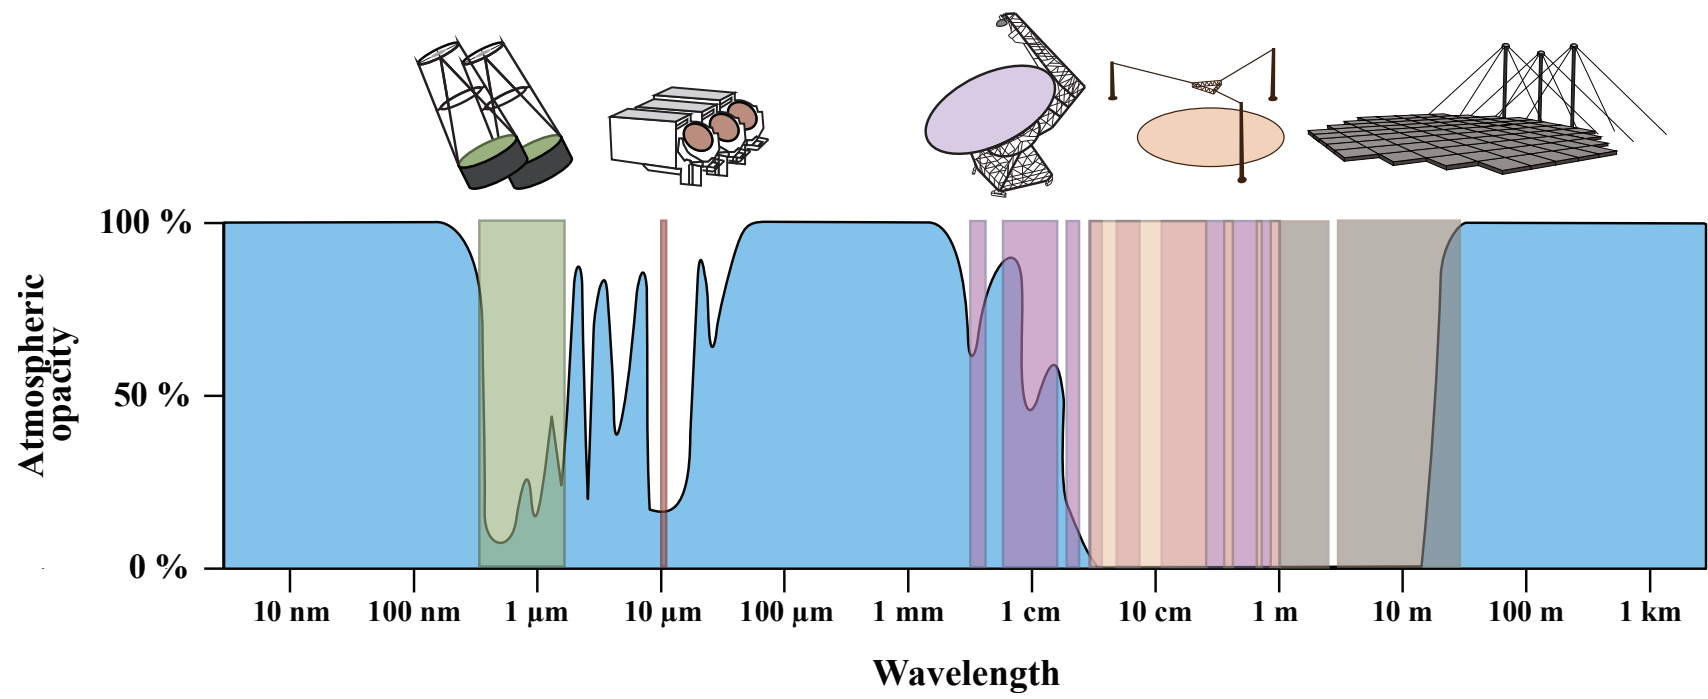 100 %
50 %
0 %
Atmospheric
opacity
10 nm
100 nm
1 µm
10 µm
100 µm
1 mm
1 cm
10 cm
1 m
10 m
100 m
1 km
Wavelength